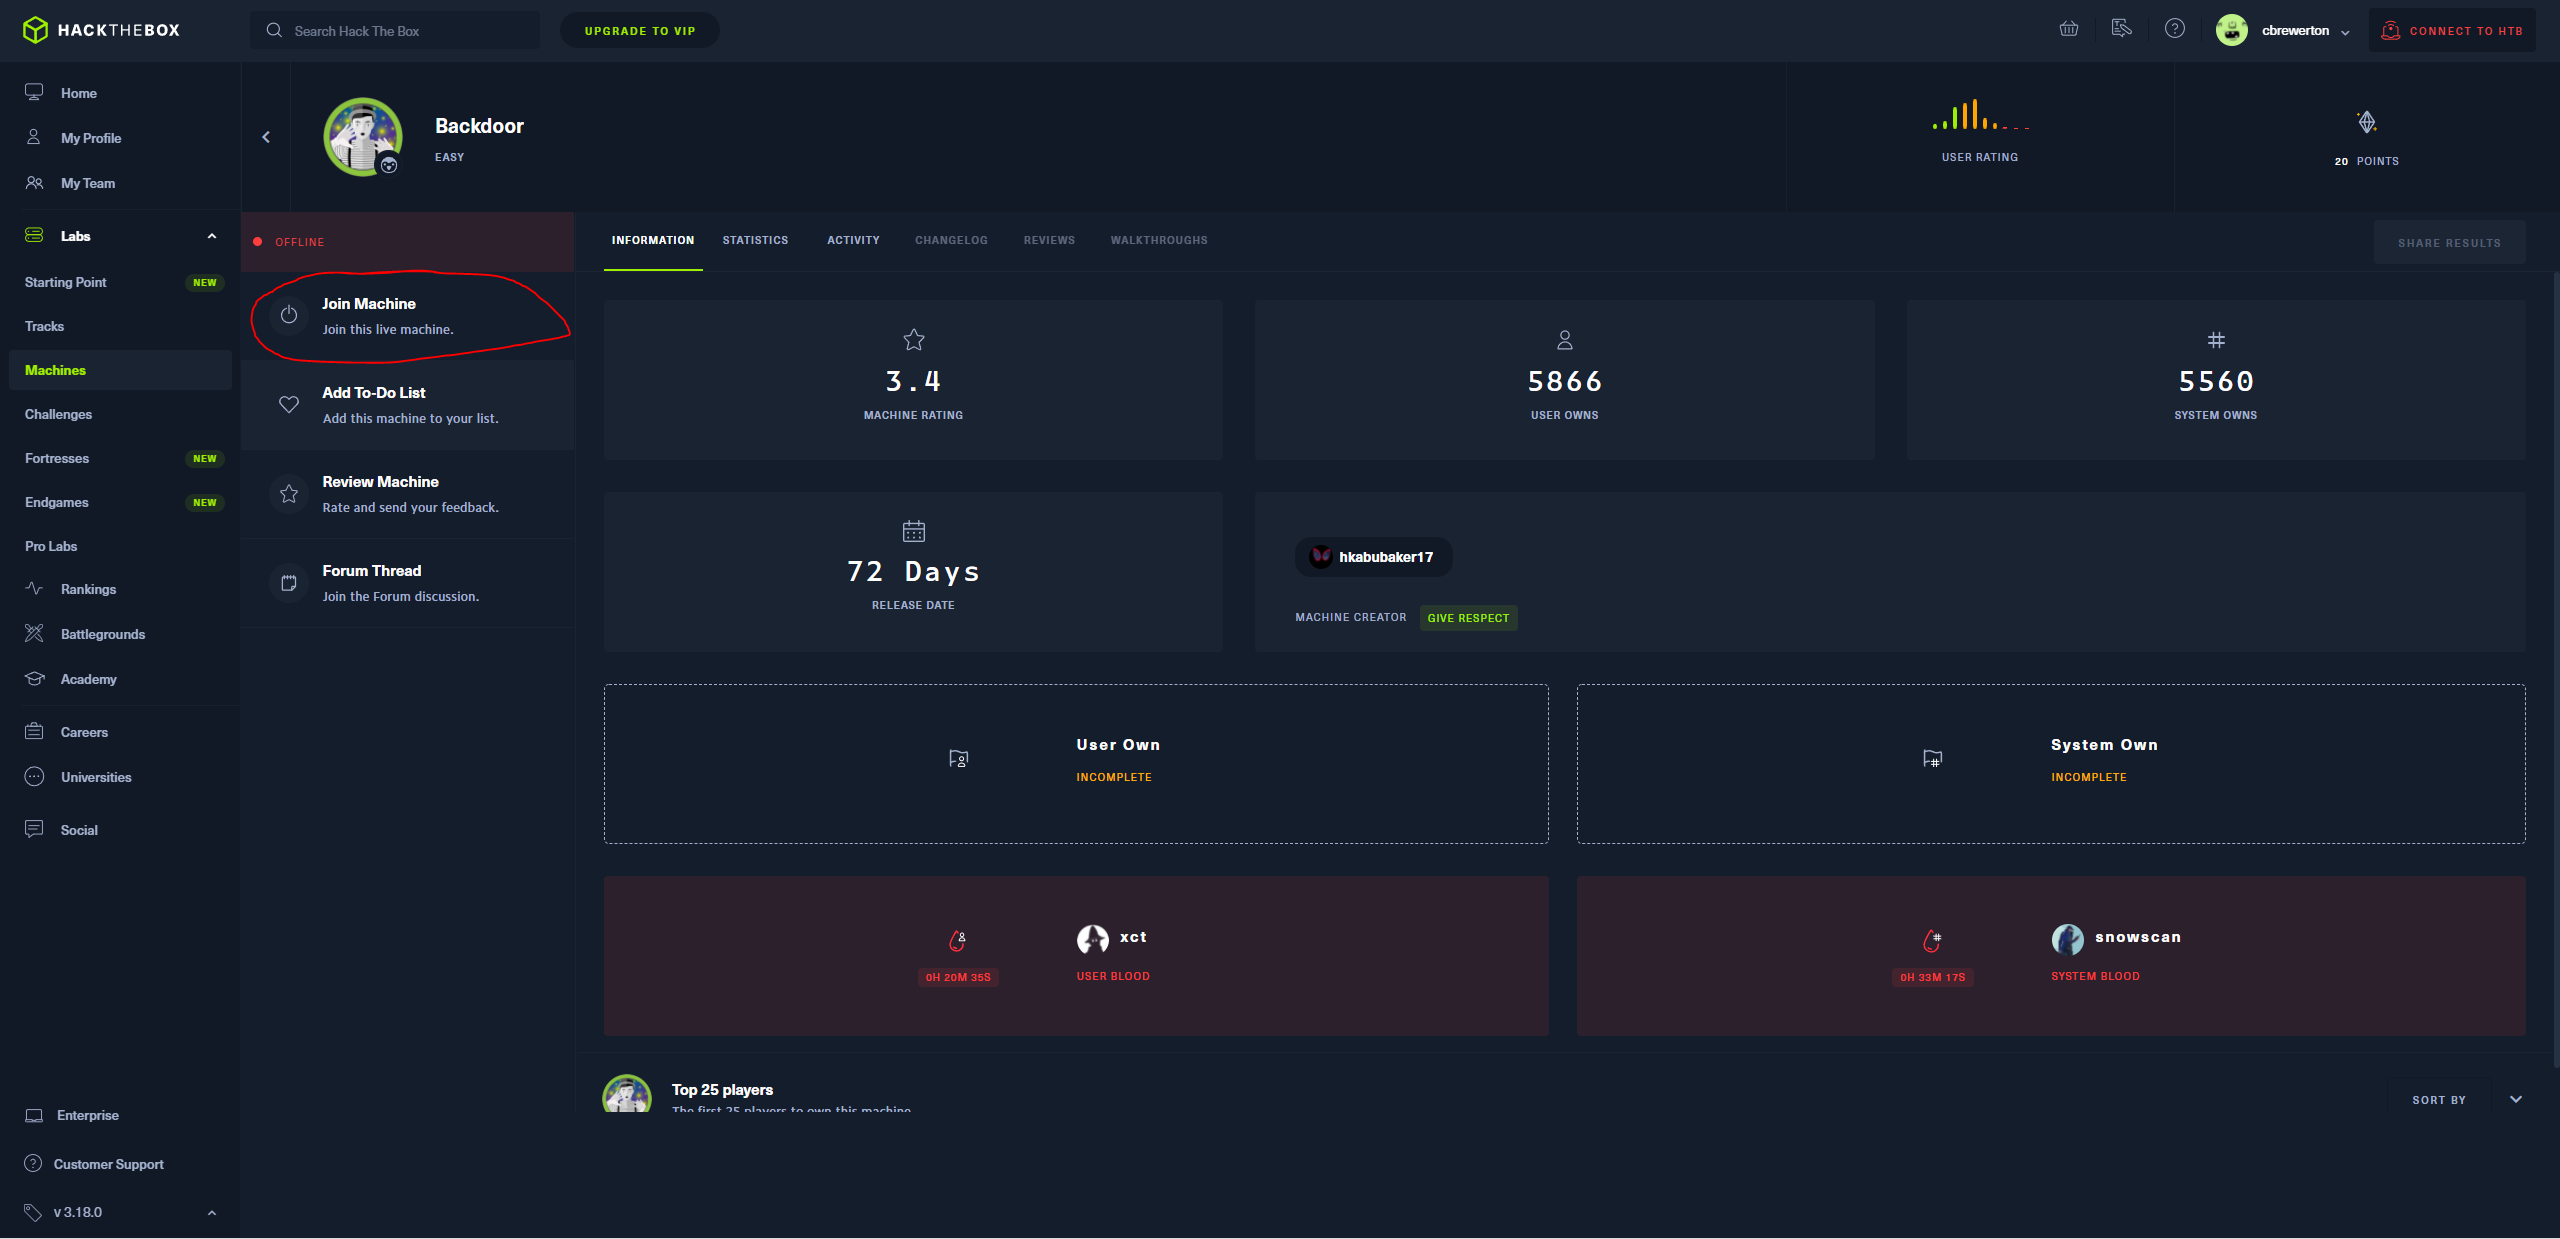 HACKTHEBOX
Search Hack The Box
UPGRADE TO VIP
cbrewerton
CONNECT TO HTB
Home
My Profile
My Team
Labs
Starting Point NEW
Tracks
Machines
Challenges
Fortresses NEW
Endgames NEW
Pro Labs
Rankings
Battlegrounds
Academy
Careers
Universities
Social
Enterprise
Customer Support
v 3.18.0
Backdoor
EASY
USER RATING
20 POINTS
OFFLINE
Join Machine
Join this live machine.
Add To-Do List
Add this machine to your list.
Review Machine
Rate and send your feedback.
Forum Thread
Join the Forum discussion.
INFORMATION STATISTICS ACTIVITY CHANGELOG REVIEWS WALKTHROUGHS
SHARE RESULTS
3.4
MACHINE RATING
5866
USER OWNS
5560
SYSTEM OWNS
72 Days
RELEASE DATE
hkabubaker17
MACHINE CREATOR GIVE RESPECT
User Own
INCOMPLETE
System Own
INCOMPLETE
0H 20M 35S
xct
USER BLOOD
0H 33M 17S
snowscan
SYSTEM BLOOD
Top 25 players
The first 25 players to own this machine
SORT BY